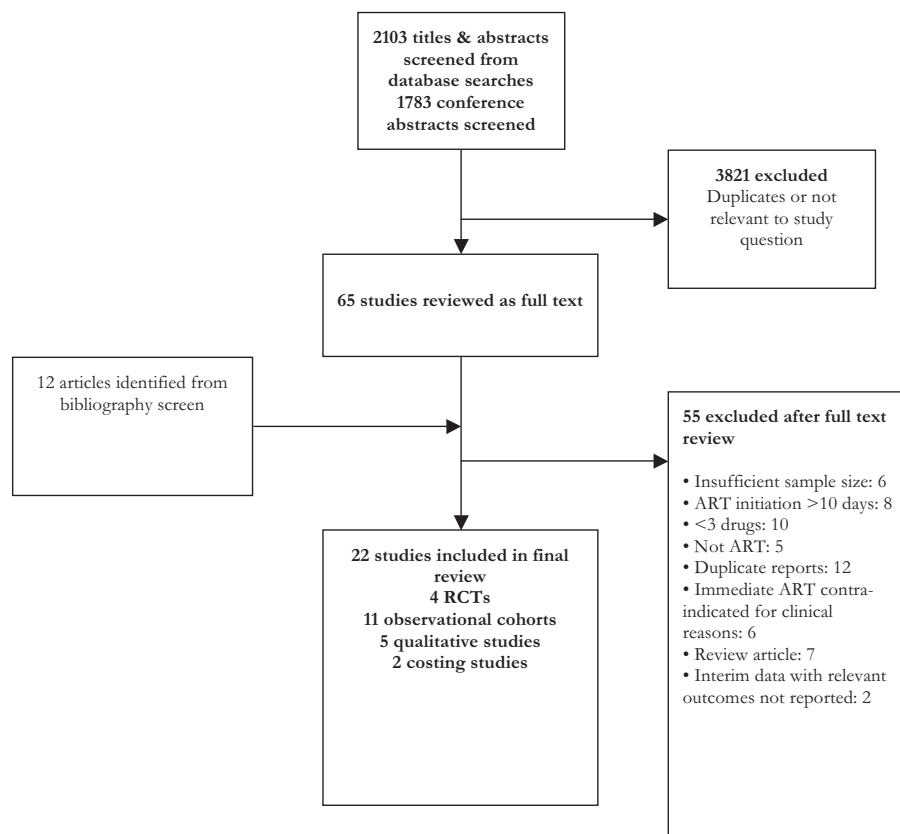 2103 titles & abstracts
screened from
database searches
1783 conference
abstracts screened
3821 excluded
Duplicates or not
relevant to study
question
65 studies reviewed as full text
12 articles identified from
bibliography screen
55 excluded after full text
review
• Insufficient sample size: 6
• ART initiation >10 days: 8
• <3 drugs: 10
• Not ART: 5
• Duplicate reports: 12
• Immediate ART contra-
indicated for clinical
reasons: 6
• Review article: 7
• Interim data with relevant
outcomes not reported: 2
22 studies included in final
review
4 RCTs
11 observational cohorts
5 qualitative studies
2 costing studies